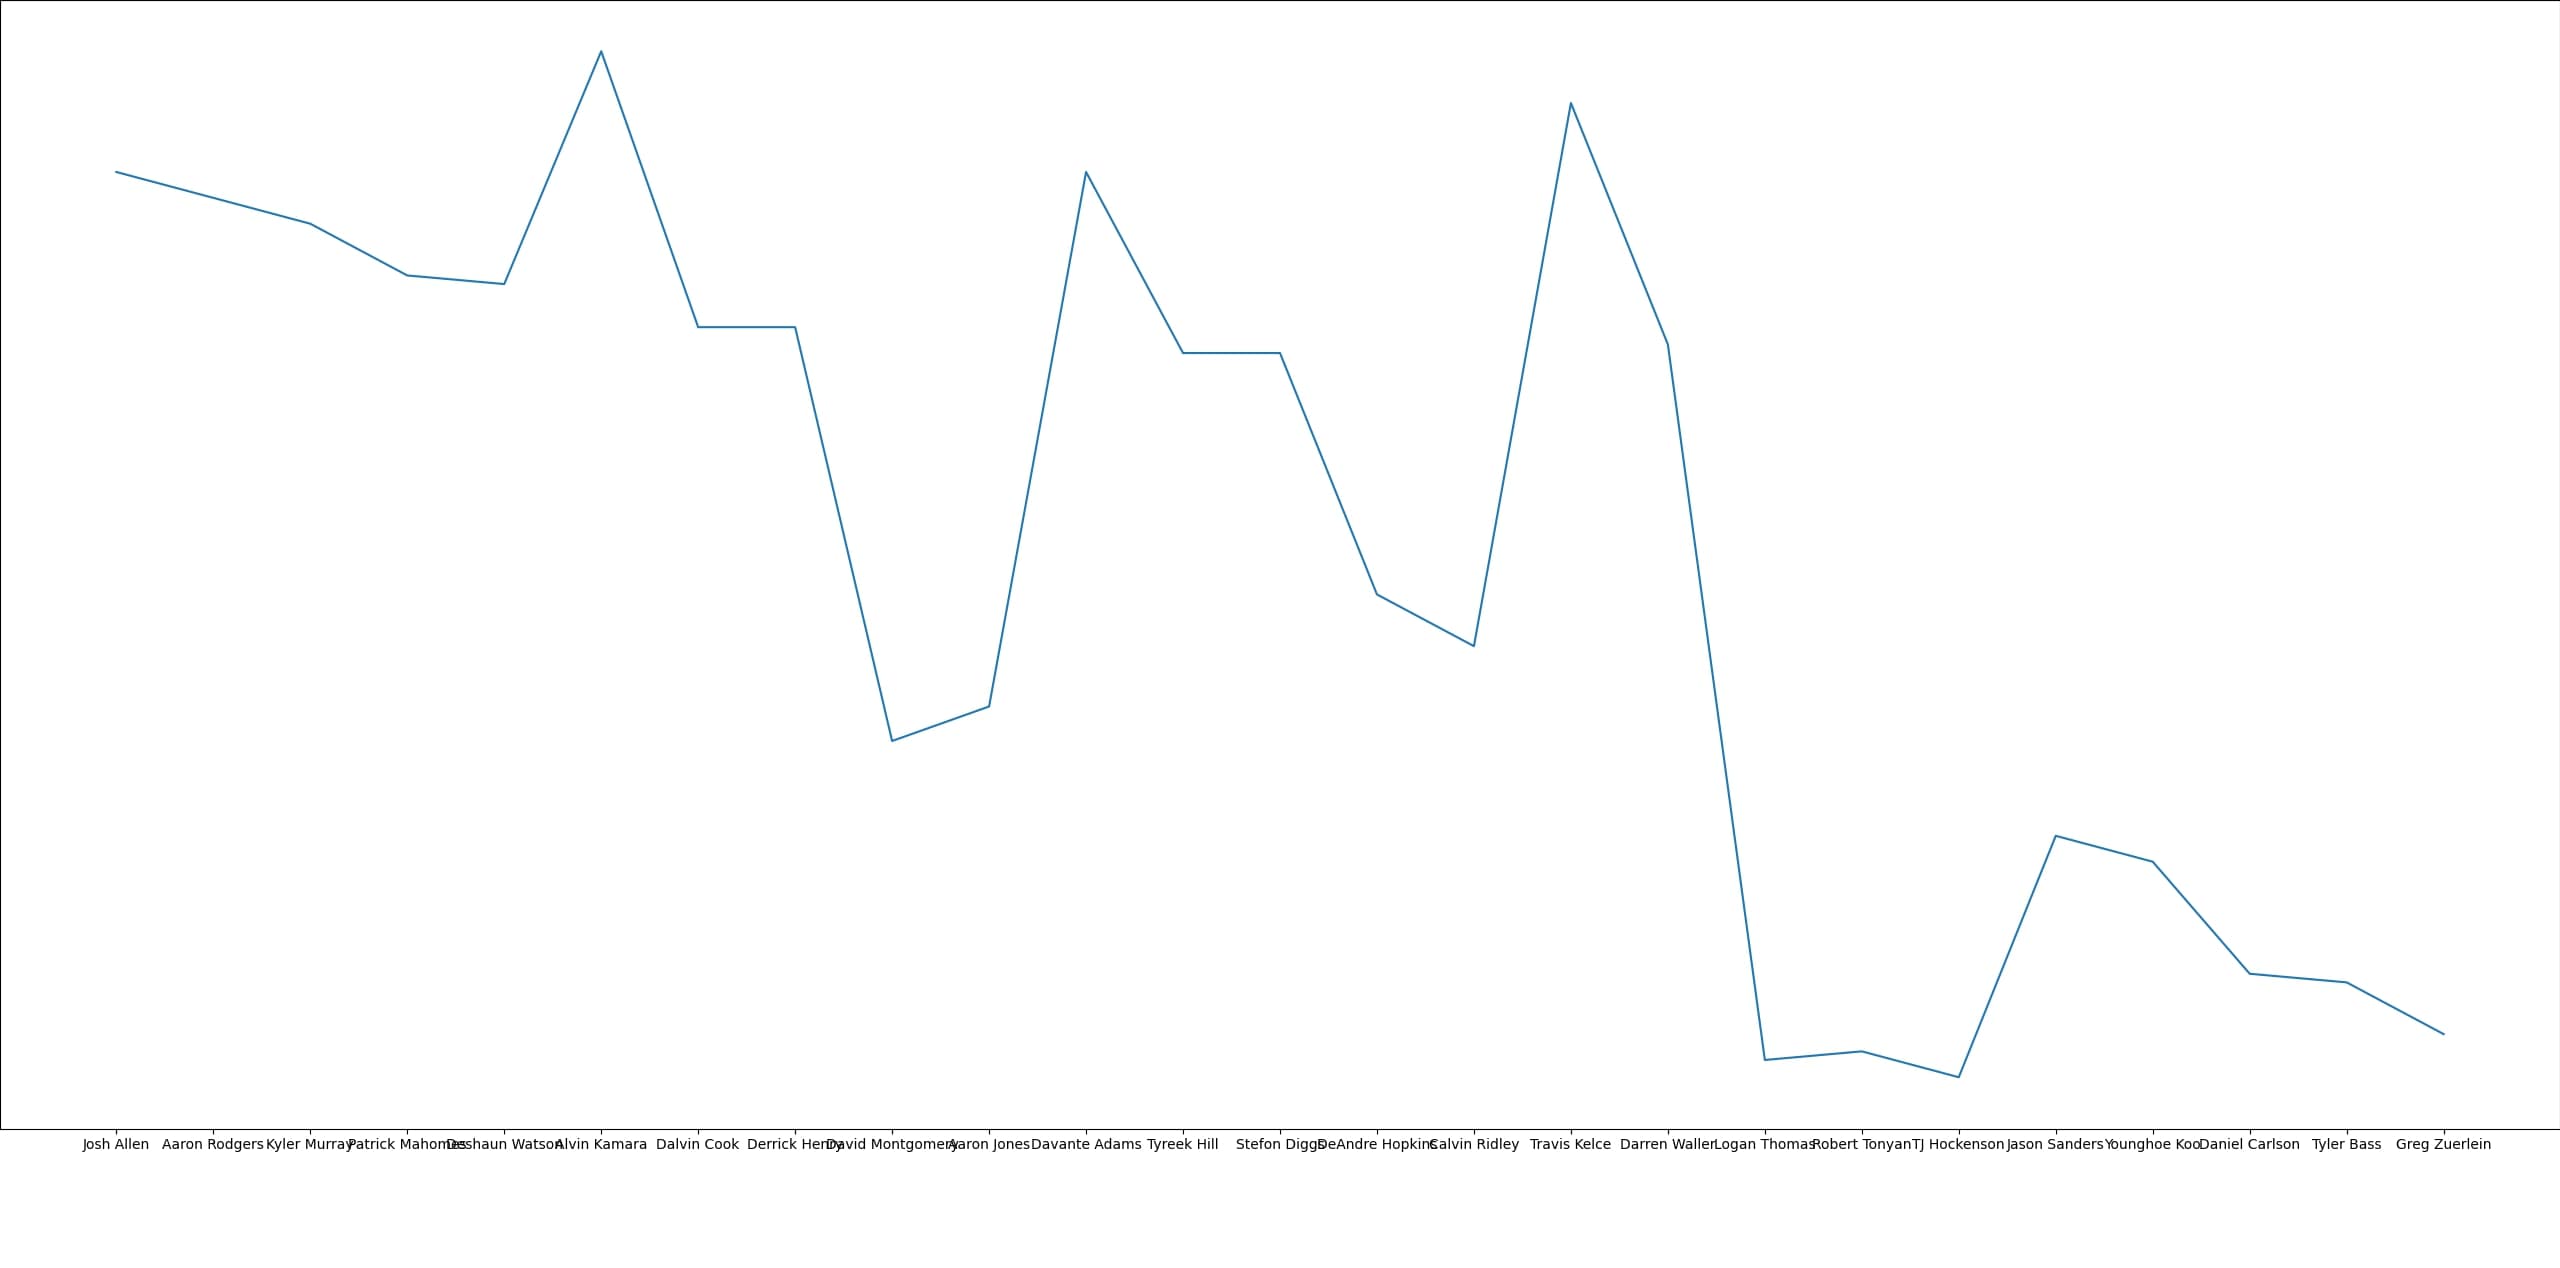 Josh Allen Aaron Rodgers Kyler Murray Patrick Mahomes Deshaun Watson Alvin Kamara Dalvin Cook Derrick Henry David Montgomery Aaron Jones Davante Adams Tyreek Hill Stefon Diggs DeAndre Hopkins Calvin Ridley Travis Kelce Darren Waller Logan Thomas Robert Tonyan TJ Hockenson Jason Sanders Younghoe Koo Daniel Carlson Tyler Bass Greg Zuerlein